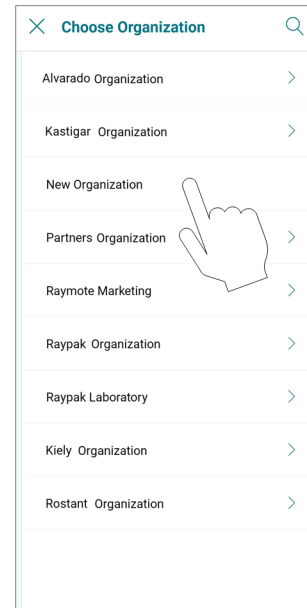 Choose Organization
Alvarado Organization
Kastigar Organization
New Organization
Partners Organization
Raymote Marketing
Raypak Organization
Raypak Laboratory
Kiely Organization
Rostant Organization